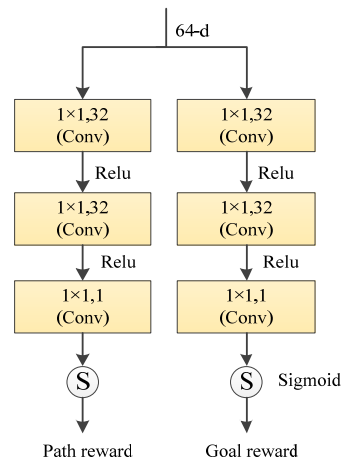 64-d
1×1,32
(Conv)
1×1,32
(Conv)
Relu
Relu
1×1,32
(Conv)
1×1,32
(Conv)
Relu
Relu
1×1,1
(Conv)
1×1,1
(Conv)
S
S
Sigmoid
Path reward
Goal reward